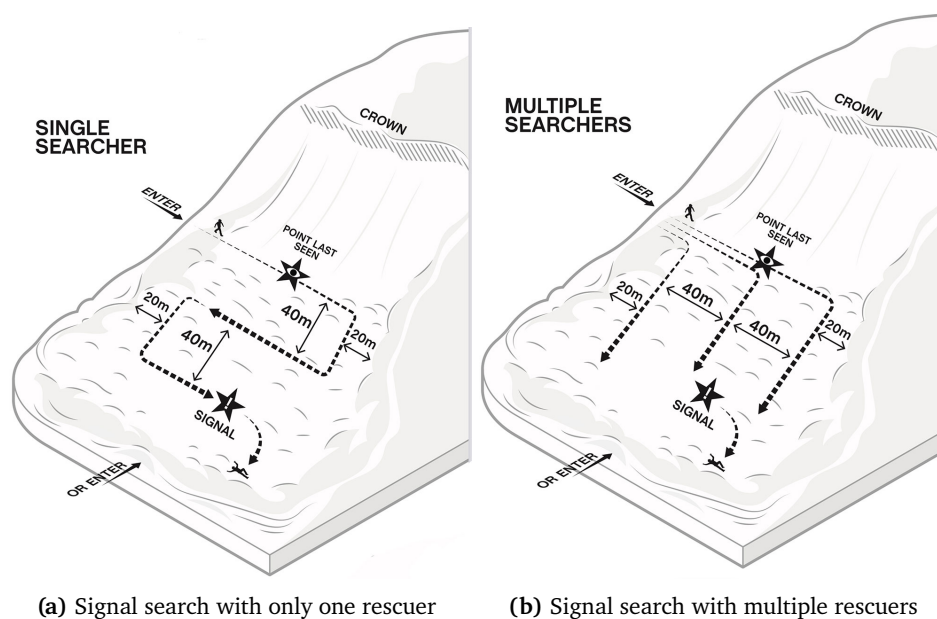 SINGLE
SEARCHER
CROWN
ENTER
POINT LAST
SEEN
20m
40m
20m
40m
SIGNAL
OR ENTER
MULTIPLE
SEARCHERS
CROWN
ENTER
POINT LAST
SEEN
20m
40m
40m
20m
SIGNAL
OR ENTER
(a) Signal search with only one rescuer
(b) Signal search with multiple rescuers